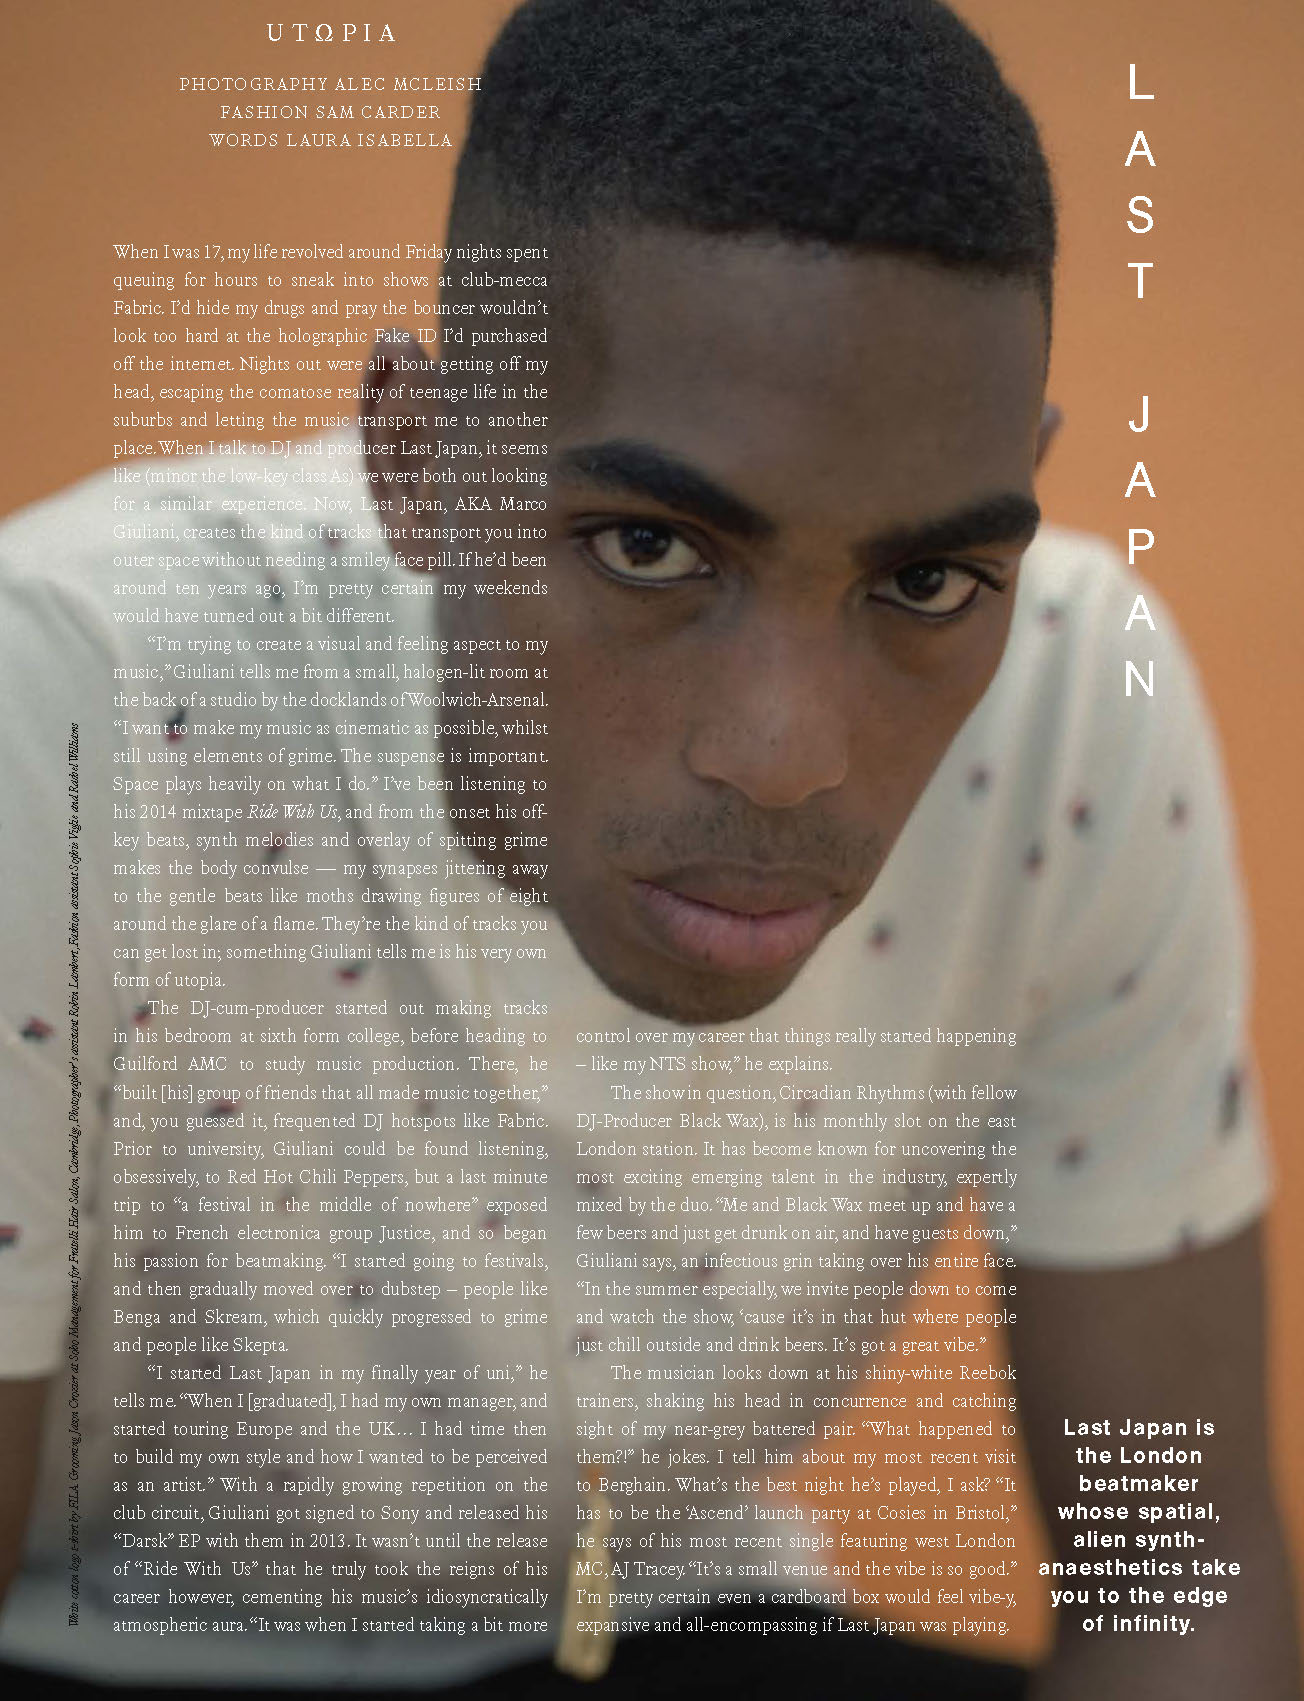 UTΩPIA
PHOTOGRAPHY ALEC MCLEISH
FASHION SAM CARDER
WORDS LAURA ISABELLA
LAST JAPAN
When I was 17, my life revolved around Friday nights spent
queuing for hours to sneak into shows at club-mecca
Fabric. I’d hide my drugs and pray the bouncer wouldn’t
look too hard at the holographic Fake ID I’d purchased
off the internet. Nights out were all about getting off my
head, escaping the comatose reality of teenage life in the
suburbs and letting the music transport me to another
place. When I talk to DJ and producer Last Japan, it seems
like (minor the low-key class As) we were both out looking
for a similar experience. Now, Last Japan, AKA Marco
Giuliani, creates the kind of tracks that transport you into
outer space without needing a smiley face pill. If he’d been
around ten years ago, I’m pretty certain my weekends
would have turned out a bit different.
“I’m trying to create a visual and feeling aspect to my
music,” Giuliani tells me from a small, halogen-lit room at
the back of a studio by the docklands of Woolwich-Arsenal.
“I want to make my music as cinematic as possible, whilst
still using elements of grime. The suspense is important.
Space plays heavily on what I do.” I’ve been listening to
his 2014 mixtape Ride With Us, and from the onset his off-
key beats, synth melodies and overlay of spitting grime
makes the body convulse — my synapses jittering away
to the gentle beats like moths drawing figures of eight
around the glare of a flame. They’re the kind of tracks you
can get lost in; something Giuliani tells me is his very own
form of utopia.
The DJ-cum-producer started out making tracks
in his bedroom at sixth form college, before heading to
Guilford AMC to study music production. There, he
“built [his] group of friends that all made music together,”
and, you guessed it, frequented DJ hotspots like Fabric.
Prior to university, Giuliani could be found listening,
obsessively, to Red Hot Chili Peppers, but a last minute
trip to “a festival in the middle of nowhere” exposed
him to French electronica group Justice, and so began
his passion for beatmaking. “I started going to festivals,
and then gradually moved over to dubstep – people like
Benga and Skream, which quickly progressed to grime
and people like Skepta.
“I started Last Japan in my finally year of uni,” he
tells me. “When I [graduated], I had my own manager, and
started touring Europe and the UK… I had time then
to build my own style and how I wanted to be perceived
as an artist.” With a rapidly growing repetition on the
club circuit, Giuliani got signed to Sony and released his
“Darsk” EP with them in 2013. It wasn’t until the release
of “Ride With Us” that he truly took the reigns of his
career however, cementing his music’s idiosyncratically
atmospheric aura. “It was when I started taking a bit more
control over my career that things really started happening
– like my NTS show,” he explains.
The show in question, Circadian Rhythms (with fellow
DJ-Producer Black Wax), is his monthly slot on the east
London station. It has become known for uncovering the
most exciting emerging talent in the industry, expertly
mixed by the duo. “Me and Black Wax meet up and have a
few beers and just get drunk on air, and have guests down,”
Giuliani says, an infectious grin taking over his entire face.
“In the summer especially, we invite people down to come
and watch the show, ‘cause it’s in that hut where people
just chill outside and drink beers. It’s got a great vibe.”
The musician looks down at his shiny-white Reebok
trainers, shaking his head in concurrence and catching
sight of my near-grey battered pair. “What happened to
them?!” he jokes. I tell him about my most recent visit
to Berghain. What’s the best night he’s played, I ask? “It
has to be the ‘Ascend’ launch party at Cosies in Bristol,”
he says of his most recent single featuring west London
MC, AJ Tracey. “It’s a small venue and the vibe is so good.”
I’m pretty certain even a cardboard box would feel vibe-y,
expansive and all-encompassing if Last Japan was playing.
Last Japan is
the London
beatmaker
whose spatial,
alien synth-
anaesthetics take
you to the edge
of infinity.
White cotton logo t-shirt by FILA. Grooming Jason Crozier at Soho Management for Fratelli Hair Salon, Cambridge, Photographer's assistant Robin Lambert, Fashion assistant Sophie Vighe and Rachel Williams